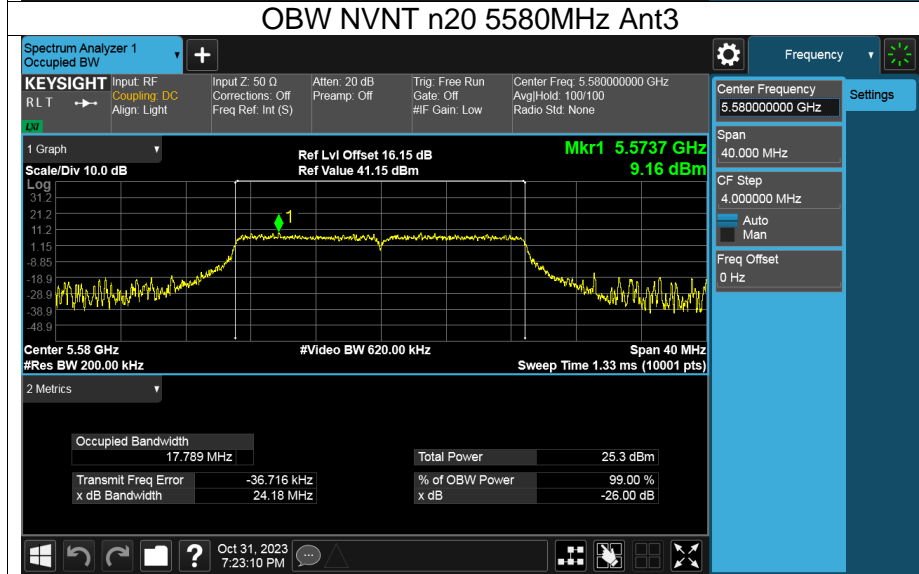 OBW NVNT n20 5580MHz Ant3
Spectrum Analyzer 1
Occupied BW
+
Frequency
KEYSIGHT
R L T
LXI
Input: RF
Coupling: DC
Align: Light
Input Z: 50 Ω
Corrections: Off
Freq Ref: Int (S)
Atten: 20 dB
Preamp: Off
Trig: Free Run
Gate: Off
#IF Gain: Low
Center Freq: 5.580000000 GHz
Avg|Hold: 100/100
Radio Std: None
Center Frequency
5.580000000 GHz
Settings
Span
40.000 MHz
CF Step
4.000000 MHz
Auto
Man
Freq Offset
0 Hz
1 Graph
Scale/Div 10.0 dB
Ref Lvl Offset 16.15 dB
Ref Value 41.15 dBm
Mkr1 5.5737 GHz
9.16 dBm
Log
31.2
21.2
11.2
1.15
-8.85
-18.9
-28.9
-38.9
-48.9
1
Center 5.58 GHz
#Video BW 620.00 kHz
Span 40 MHz
#Res BW 200.00 kHz
Sweep Time 1.33 ms (10001 pts)
2 Metrics
Occupied Bandwidth
17.789 MHz
Total Power 25.3 dBm
Transmit Freq Error -36.716 kHz
% of OBW Power 99.00 %
x dB Bandwidth 24.18 MHz
x dB -26.00 dB
?
Oct 31, 2023
7:23:10 PM